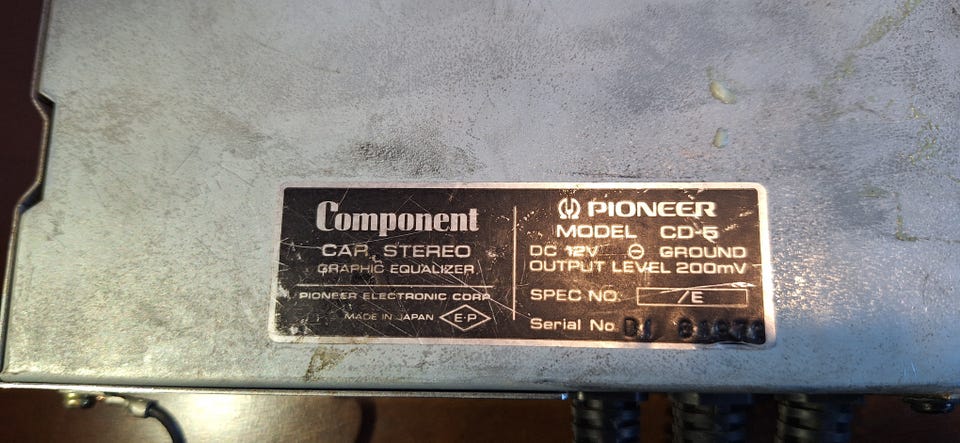 Component
CAR STEREO
GRAPHIC EQUALIZER
PIONEER ELECTRONIC CORP
MADE IN JAPAN E·P
PIONEER
MODEL CD-5
DC 12V ⊖ GROUND
OUTPUT LEVEL 200mV
SPEC NO. /E
Serial No